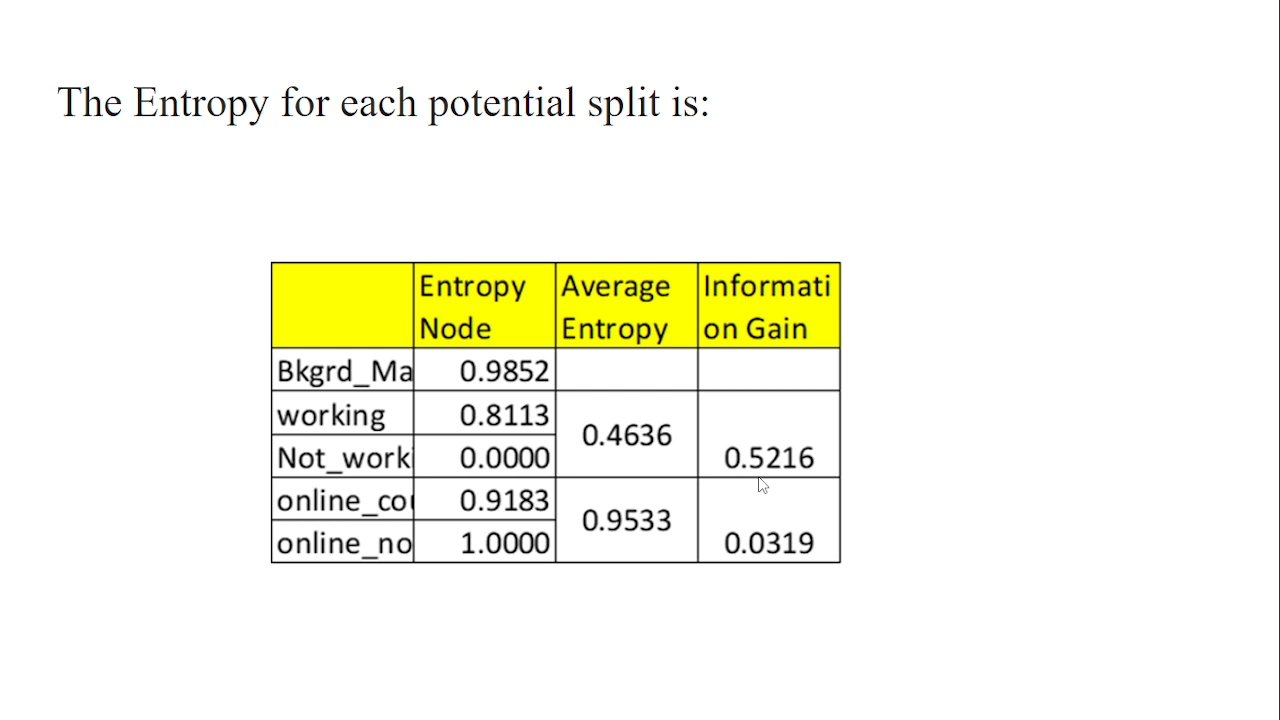 The Entropy for each potential split is:
Entropy Node Average Entropy Informati on Gain
Bkgrd_Ma 0.9852
working 0.8113 0.4636
Not_work 0.0000 0.5216
online_co 0.9183 0.9533
online_no 1.0000 0.0319